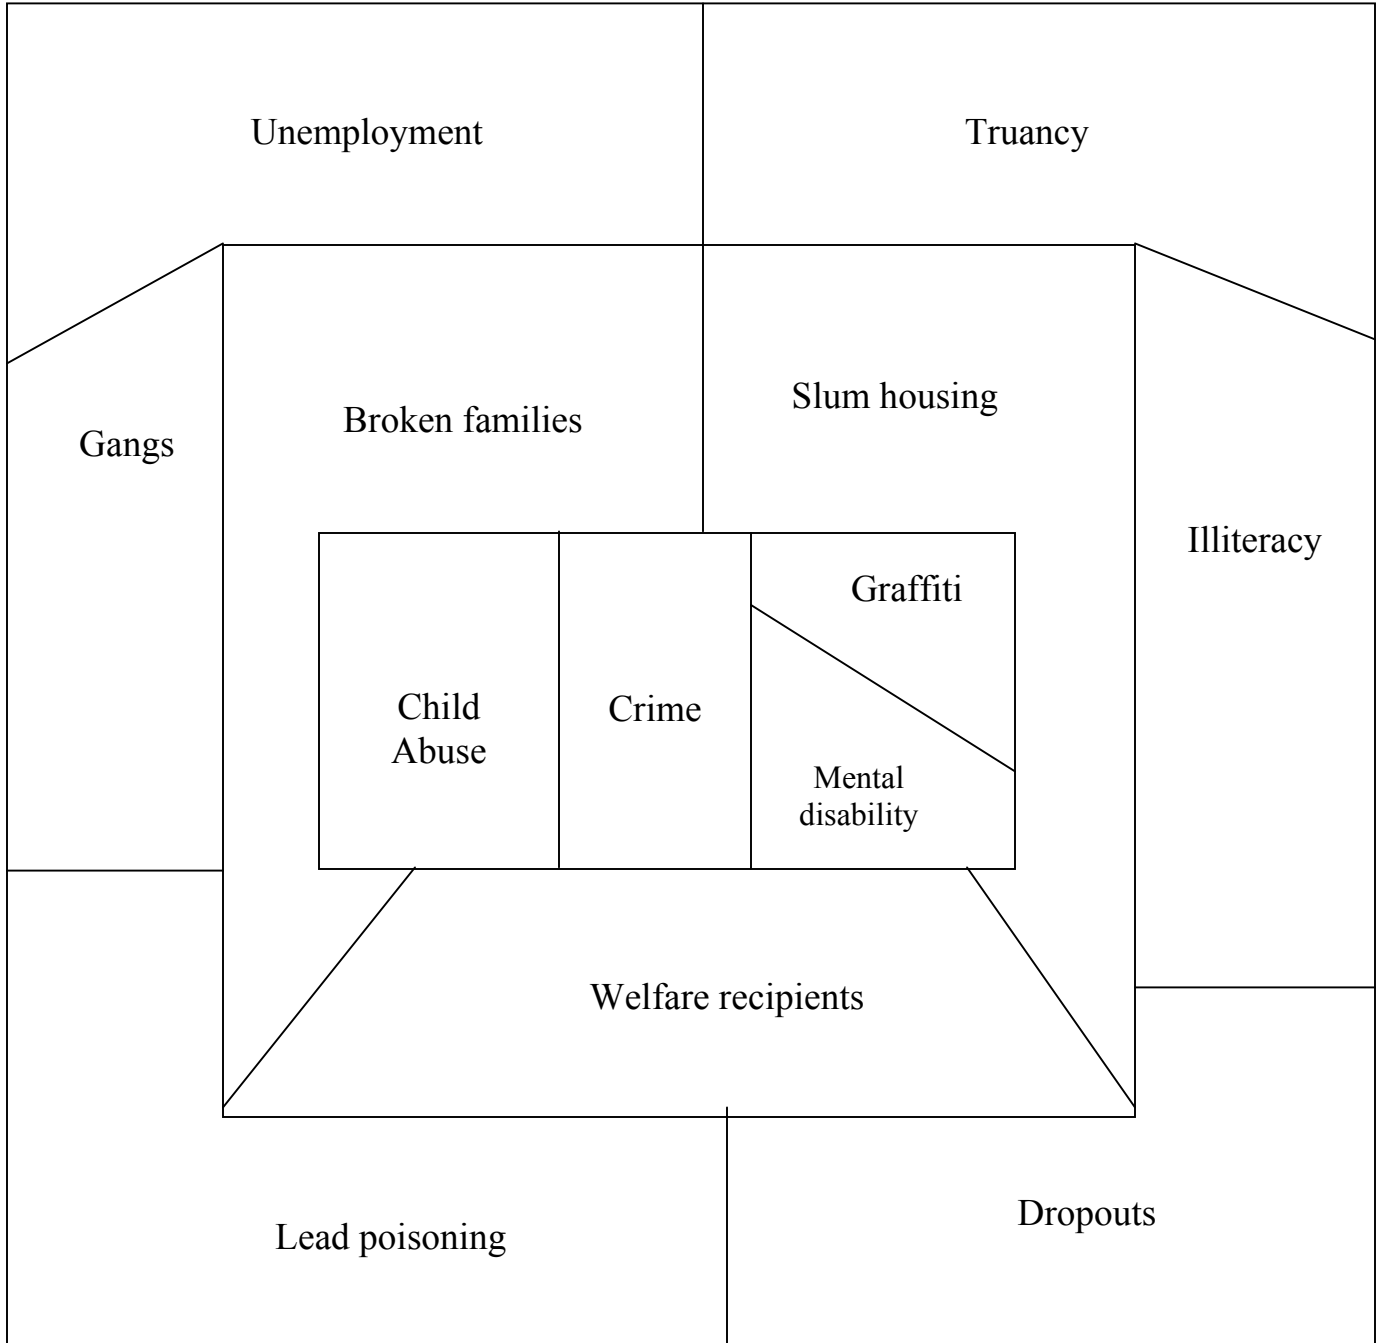 Unemployment
Truancy
Slum housing
Broken families
Gangs
Illiteracy
Graffiti
Child
Abuse
Crime
Mental
disability
Welfare recipients
Dropouts
Lead poisoning